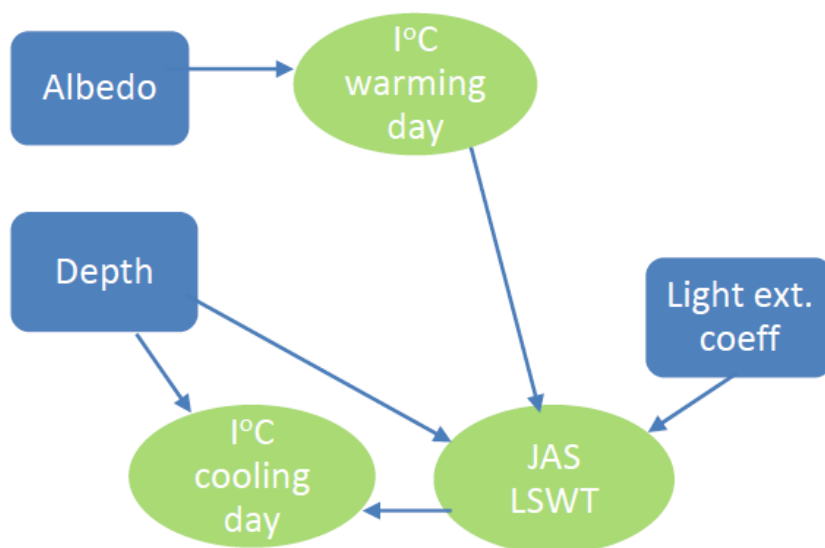 Albedo
I°C
warming
day
Depth
Light ext.
coeff
I°C
cooling
day
JAS
LSWT